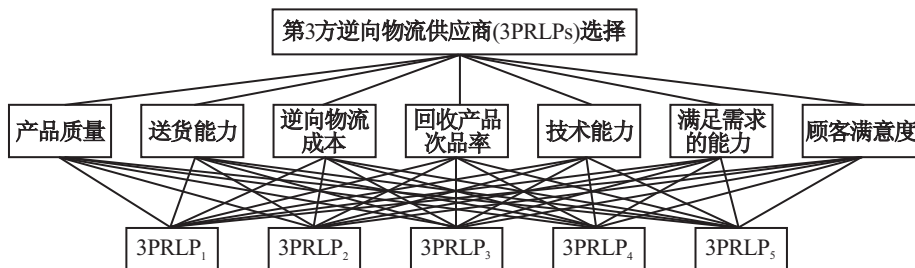 第3方逆向物流供应商(3PRLPs)选择
产品质量
送货能力
逆向物流
成本
回收产品
次品率
技术能力
满足需求
的能力
顾客满意度
3PRLP₁
3PRLP₂
3PRLP₃
3PRLP₄
3PRLP₅